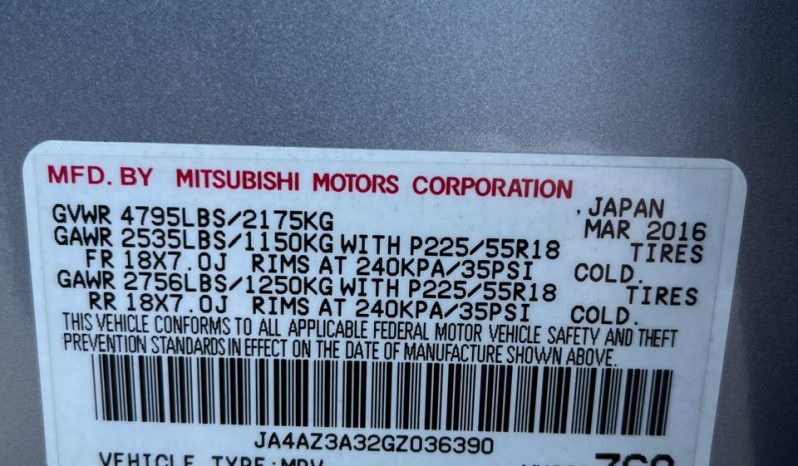 MFD. BY MITSUBISHI MOTORS CORPORATION
, JAPAN
GVWR 4795LBS/2175KG MAR 2016
GAWR 2535LBS/1150KG WITH P225/55R18 TIRES
FR 18X7.0J RIMS AT 240KPA/35PSI COLD.
GAWR 2756LBS/1250KG WITH P225/55R18 TIRES
RR 18X7.0J RIMS AT 240KPA/35PSI COLD.
THIS VEHICLE CONFORMS TO ALL APPLICABLE FEDERAL MOTOR VEHICLE SAFETY AND THEFT
PREVENTION STANDARDS IN EFFECT ON THE DATE OF MANUFACTURE SHOWN ABOVE.
JA4AZ3A32GZ036390
VEHICLE TYPE:MPV